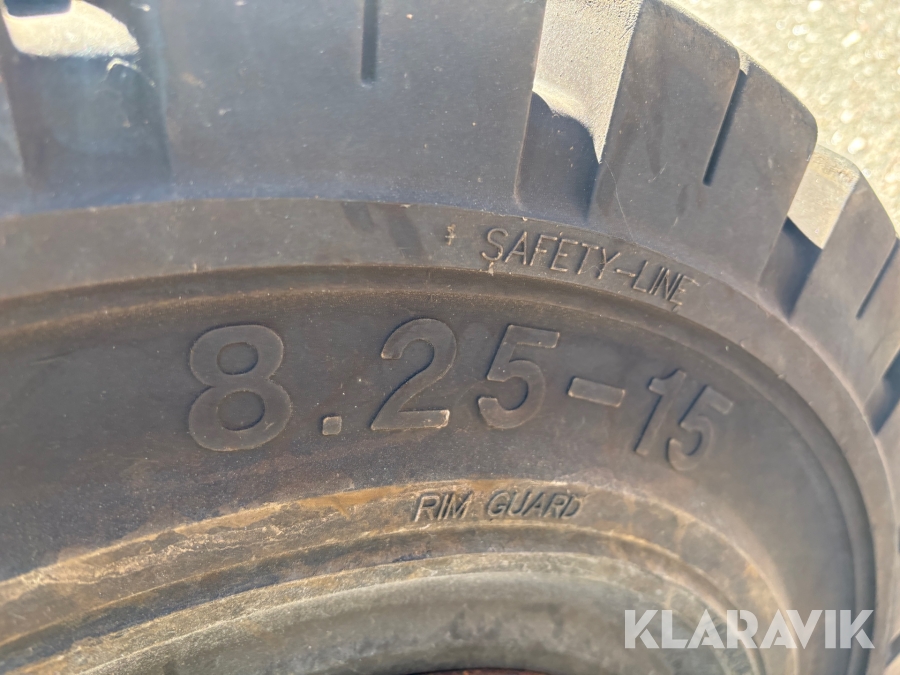 SAFETY-LINE
8.25-15
RIM GUARD
KLARAVIK